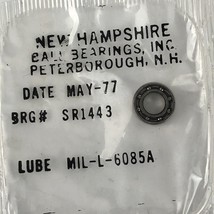 NEW HAMPSHIRE
BALL BEARINGS, INC.
PETERBOROUGH, N.H.
DATE MAY-77
BRG# SR1443
LUBE MIL-L-6085A